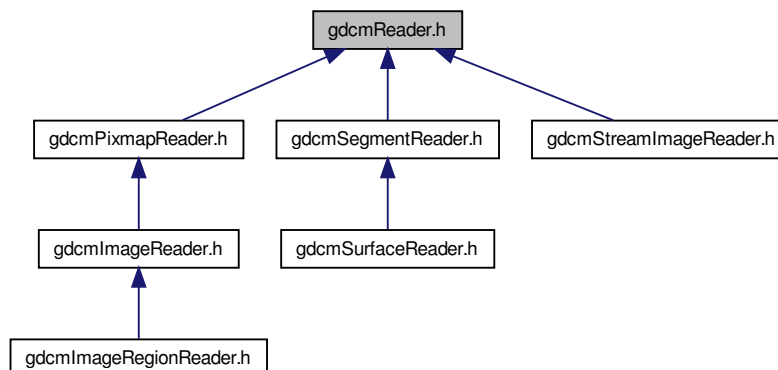 gdcmReader.h
gdcmPixmapReader.h
gdcmSegmentReader.h
gdcmStreamImageReader.h
gdcmImageReader.h
gdcmSurfaceReader.h
gdcmImageRegionReader.h